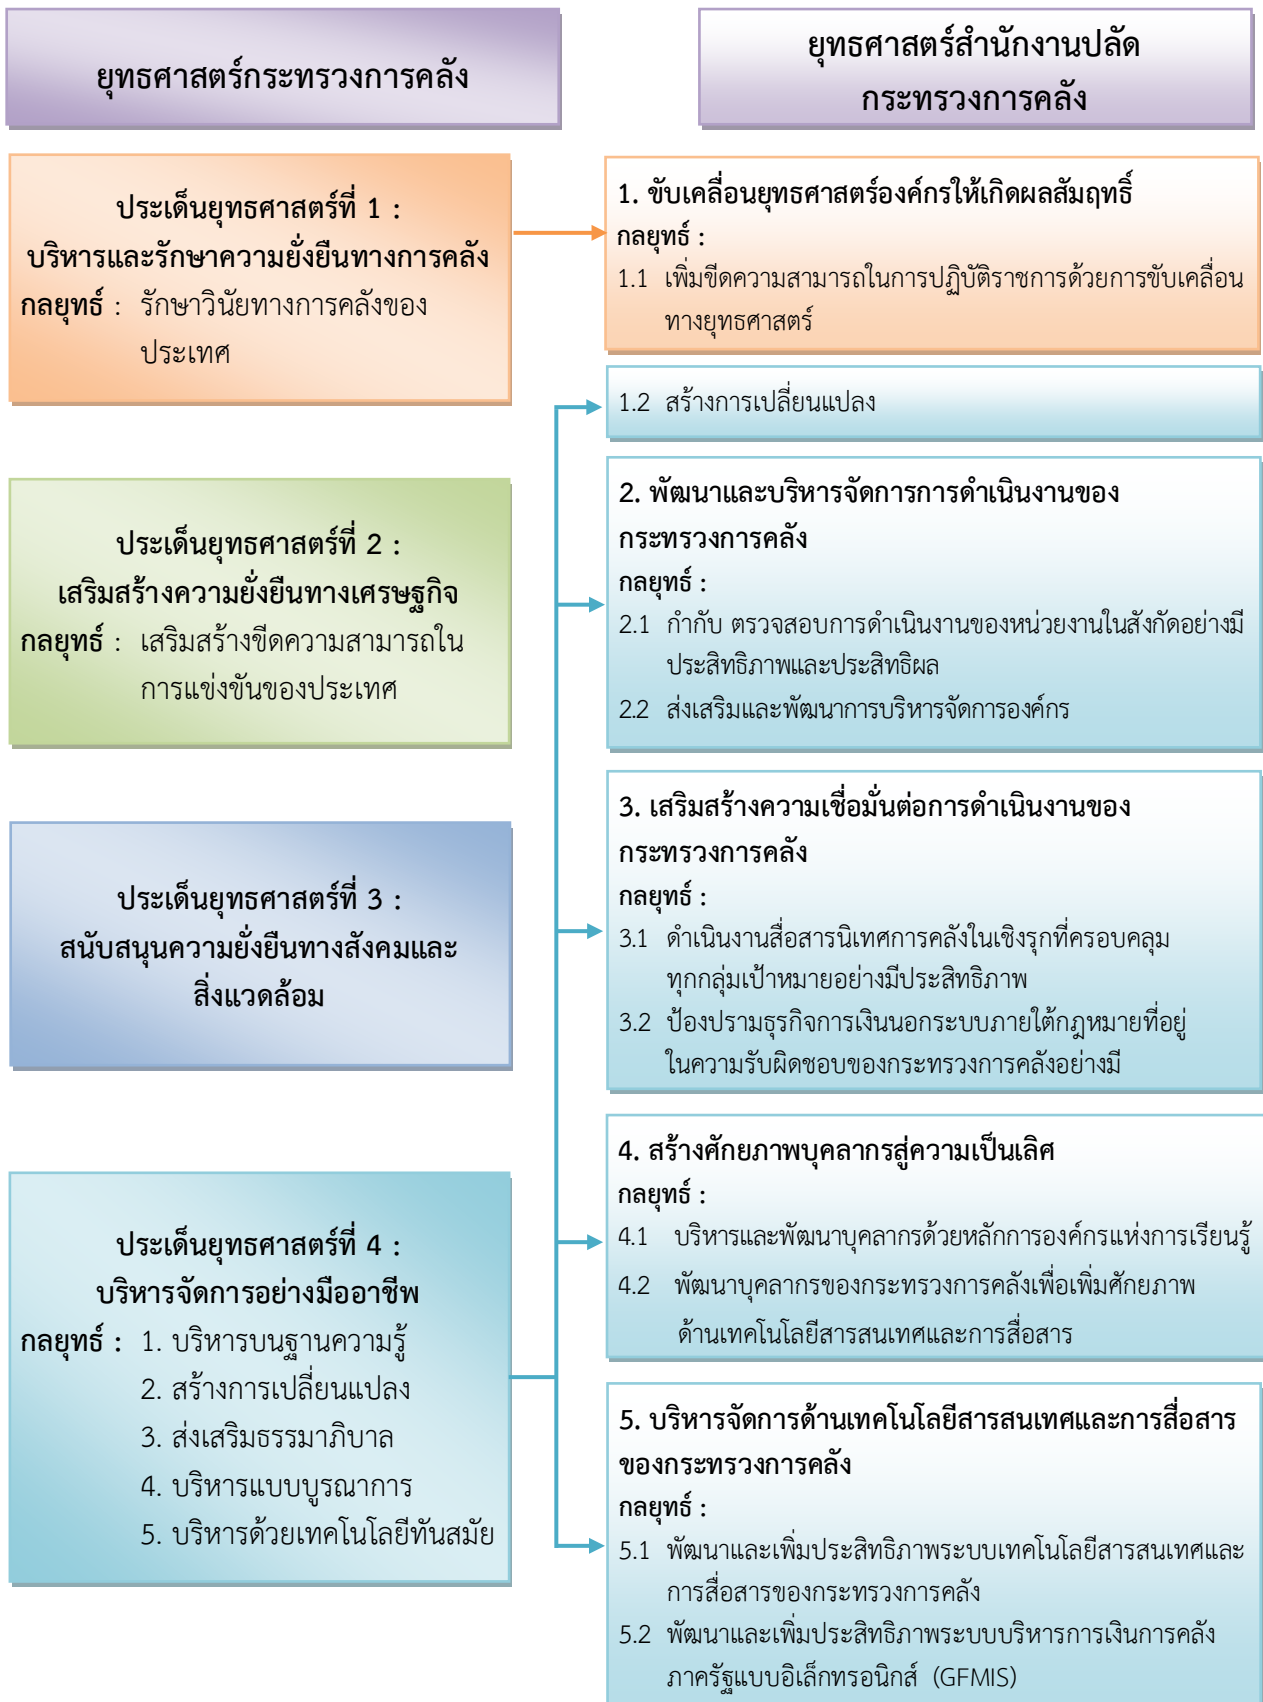 ยุทธศาสตร์กระทรวงการคลัง
ยุทธศาสตร์สำนักงานปลัด
กระทรวงการคลัง
ประเด็นยุทธศาสตร์ที่ 1 :
บริหารและรักษาความยั่งยืนทางการคลัง
กลยุทธ์ : รักษาวินัยทางการคลังของ
ประเทศ
1. ขับเคลื่อนยุทธศาสตร์องค์กรให้เกิดผลสัมฤทธิ์
กลยุทธ์ :
1.1 เพิ่มขีดความสามารถในการปฏิบัติราชการด้วยการขับเคลื่อน
ทางยุทธศาสตร์
1.2 สร้างการเปลี่ยนแปลง
ประเด็นยุทธศาสตร์ที่ 2 :
เสริมสร้างความยั่งยืนทางเศรษฐกิจ
กลยุทธ์ : เสริมสร้างขีดความสามารถใน
การแข่งขันของประเทศ
2. พัฒนาและบริหารจัดการการดำเนินงานของ
กระทรวงการคลัง
กลยุทธ์ :
2.1 กำกับ ตรวจสอบการดำเนินงานของหน่วยงานในสังกัดอย่างมี
ประสิทธิภาพและประสิทธิผล
2.2 ส่งเสริมและพัฒนาการบริหารจัดการองค์กร
ประเด็นยุทธศาสตร์ที่ 3 :
สนับสนุนความยั่งยืนทางสังคมและ
สิ่งแวดล้อม
3. เสริมสร้างความเชื่อมั่นต่อการดำเนินงานของ
กระทรวงการคลัง
กลยุทธ์ :
3.1 ดำเนินงานสื่อสารนิเทศการคลังในเชิงรุกที่ครอบคลุม
ทุกกลุ่มเป้าหมายอย่างมีประสิทธิภาพ
3.2 ป้องปรามธุรกิจการเงินนอกระบบภายใต้กฎหมายที่อยู่
ในความรับผิดชอบของกระทรวงการคลังอย่างมี
ประเด็นยุทธศาสตร์ที่ 4 :
บริหารจัดการอย่างมืออาชีพ
กลยุทธ์ : 1. บริหารบนฐานความรู้
2. สร้างการเปลี่ยนแปลง
3. ส่งเสริมธรรมาภิบาล
4. บริหารแบบบูรณาการ
5. บริหารด้วยเทคโนโลยีทันสมัย
4. สร้างศักยภาพบุคลากรสู่ความเป็นเลิศ
กลยุทธ์ :
4.1 บริหารและพัฒนาบุคลากรด้วยหลักการองค์กรแห่งการเรียนรู้
4.2 พัฒนาบุคลากรของกระทรวงการคลังเพื่อเพิ่มศักยภาพ
ด้านเทคโนโลยีสารสนเทศและการสื่อสาร
5. บริหารจัดการด้านเทคโนโลยีสารสนเทศและการสื่อสาร
ของกระทรวงการคลัง
กลยุทธ์ :
5.1 พัฒนาและเพิ่มประสิทธิภาพระบบเทคโนโลยีสารสนเทศและ
การสื่อสารของกระทรวงการคลัง
5.2 พัฒนาและเพิ่มประสิทธิภาพระบบบริหารการเงินการคลัง
ภาครัฐแบบอิเล็กทรอนิกส์ (GFMIS)